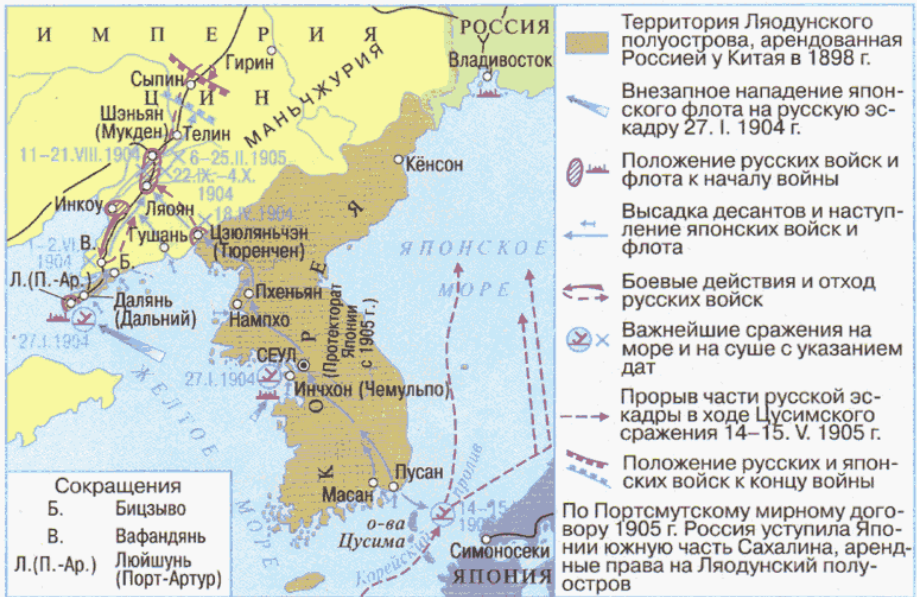 ИМПЕРИЯ
ЦИН
РОССИЯ
Владивосток
Гирин
Сыпин
МАНЬЧЖУРИЯ
Шэньян
(Мукден)
Телин
11–21.VIII.1904
6–25.II.1905
22.IX.–4.X.
1904
Кёнсон
Инкоу
Ляоян
18.IV.1904
Гушань
Цзюляньчэн
(Тюренчен)
1–2.VI.
1904
В.
Б.
Л.(П.-Ар.)
Далянь
(Дальний)
27.I.1904
Пхеньян
Нампхо
КОРЕЯ
(Протекторат
Японии
с 1905 г.)
СЕУЛ
27.I.1904
Инчхон (Чемульпо)
ЯПОНСКОЕ
МОРЕ
ЖЕЛТОЕ
МОРЕ
Масан
Пусан
о-ва
Цусима
Корейский пролив
14–15.
1905
Симоносеки
ЯПОНИЯ
Сокращения
Б. Бицзыво
В. Вафандянь
Л.(П.-Ар.) Люйшунь
(Порт-Артур)
Территория Ляодунского
полуострова, арендованная
Россией у Китая в 1898 г.
Внезапное нападение япон-
ского флота на русскую эс-
кадру 27. I. 1904 г.
Положение русских войск и
флота к началу войны
Высадка десантов и наступ-
ление японских войск и
флота
Боевые действия и отход
русских войск
Важнейшие сражения на
море и на суше с указанием
дат
Прорыв части русской эс-
кадры в ходе Цусимского
сражения 14–15. V. 1905 г.
Положение русских и япон-
ских войск к концу войны
По Портсмутскому мирному дого-
вору 1905 г. Россия уступила Япо-
нии южную часть Сахалина, аренд-
ные права на Ляодунский полу-
остров